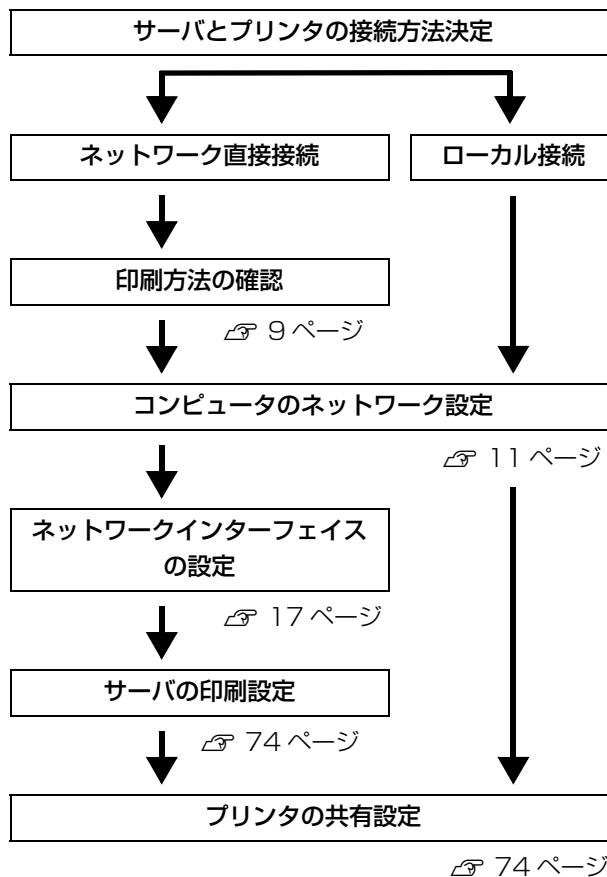 サーバとプリンタの接続方法決定
ネットワーク直接接続
ローカル接続
印刷方法の確認
9 ページ
コンピュータのネットワーク設定
11 ページ
ネットワークインターフェイス
の設定
17 ページ
サーバの印刷設定
74 ページ
プリンタの共有設定
74 ページ